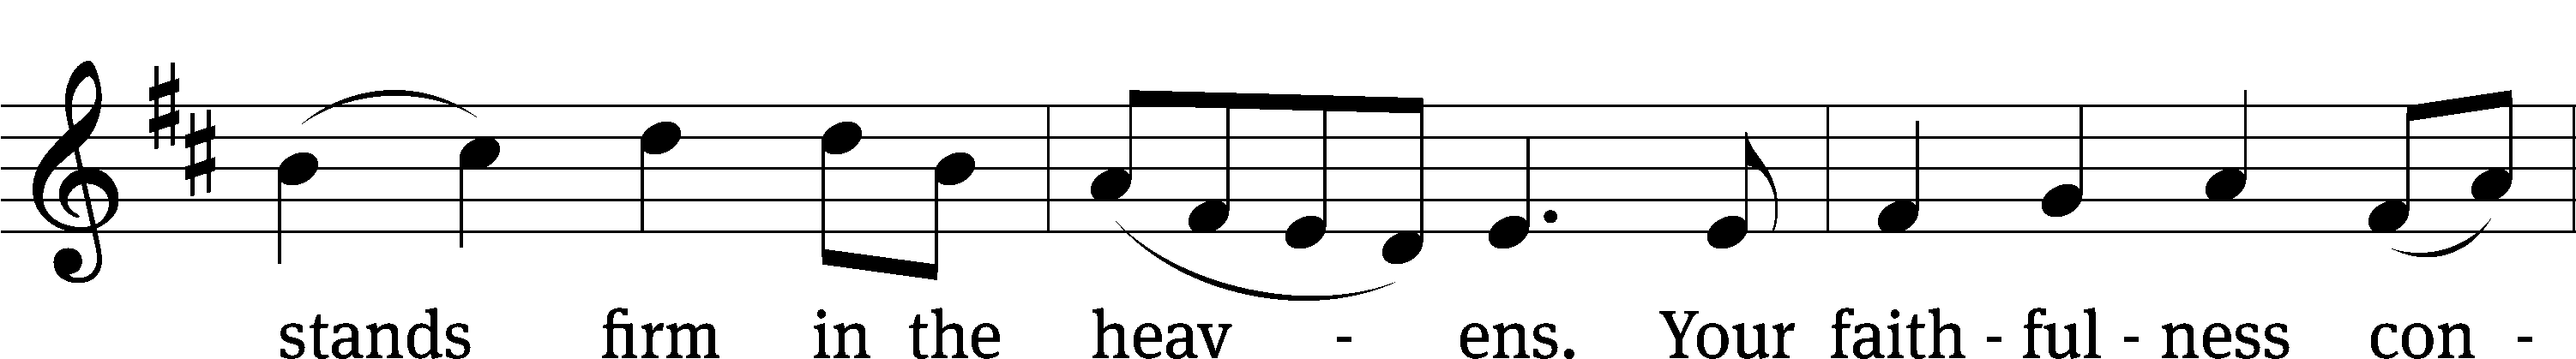 stands firm in the heav - ens. Your faith - ful - ness con -